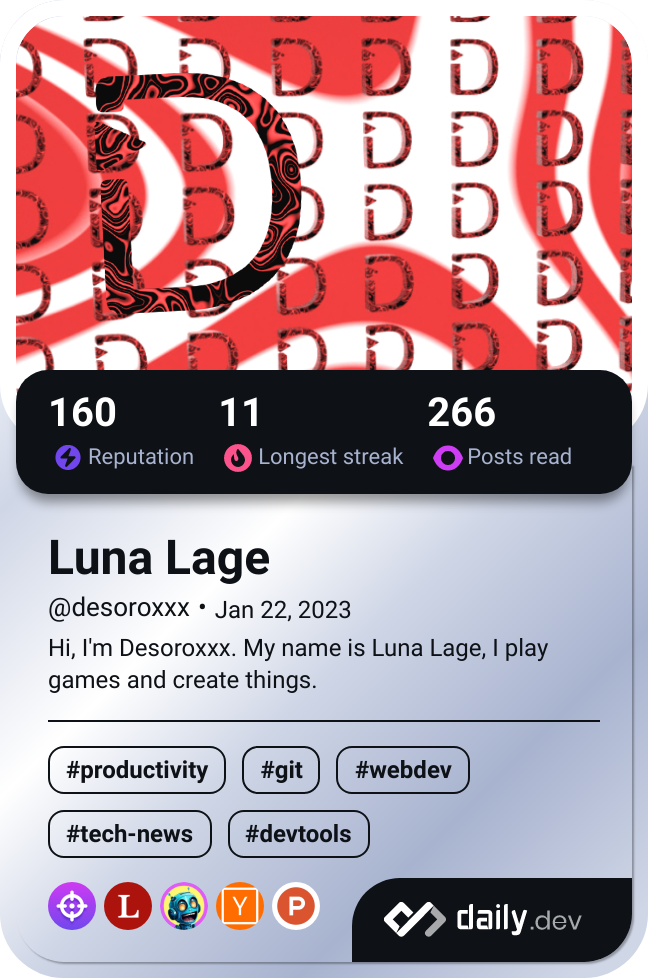 D
160 11 266
Reputation Longest streak Posts read
Luna Lage
@desoroxxx • Jan 22, 2023
Hi, I'm Desoroxxx. My name is Luna Lage, I play
games and create things.
#productivity #git #webdev
#tech-news #devtools
L Y P
daily.dev